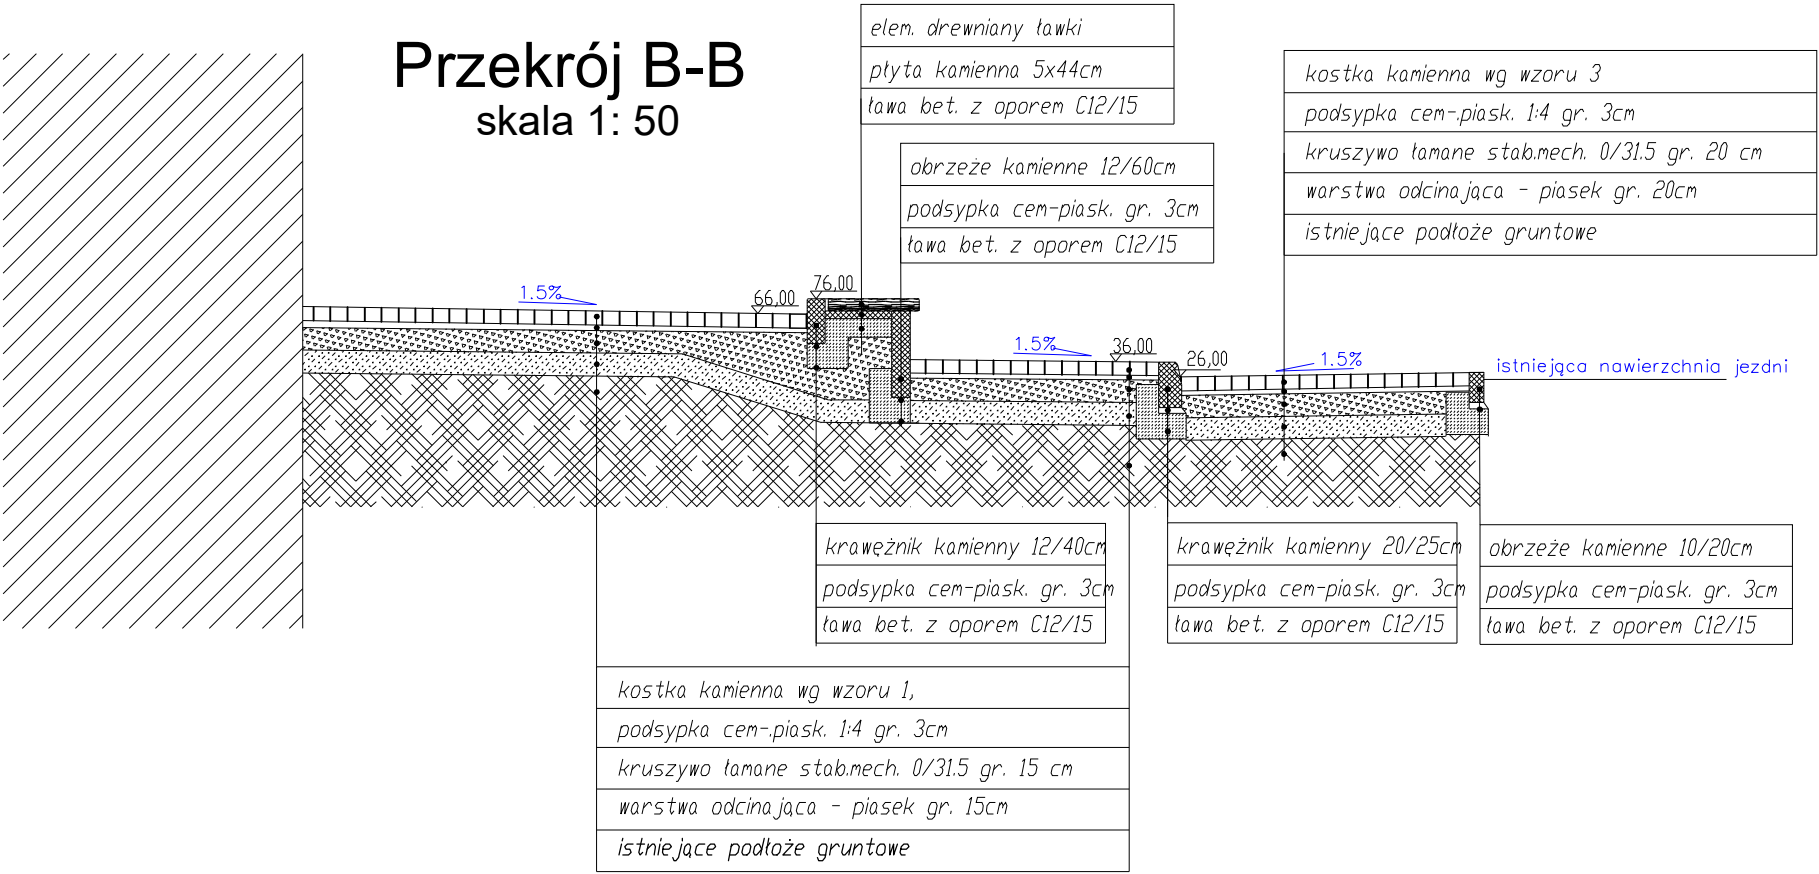 Przekrój B-B
skala 1: 50
elem. drewniany ławki
płyta kamienna 5x44cm
ława bet. z oporem C12/15
obrzeże kamienne 12/60cm
podsypka cem-piask. gr. 3cm
ława bet. z oporem C12/15
kostka kamienna wg wzoru 3
podsypka cem-.piask. 1:4 gr. 3cm
kruszywo łamane stab.mech. 0/31.5 gr. 20 cm
warstwa odcinająca - piasek gr. 20cm
istniejące podłoże gruntowe
1.5%
66,00
76,00
1.5%
36,00
26,00
1.5%
istniejąca nawierzchnia jezdni
krawężnik kamienny 12/40cm
podsypka cem-piask. gr. 3cm
ława bet. z oporem C12/15
krawężnik kamienny 20/25cm
podsypka cem-piask. gr. 3cm
ława bet. z oporem C12/15
obrzeże kamienne 10/20cm
podsypka cem-piask. gr. 3cm
ława bet. z oporem C12/15
kostka kamienna wg wzoru 1,
podsypka cem-.piask. 1:4 gr. 3cm
kruszywo łamane stab.mech. 0/31.5 gr. 15 cm
warstwa odcinająca - piasek gr. 15cm
istniejące podłoże gruntowe